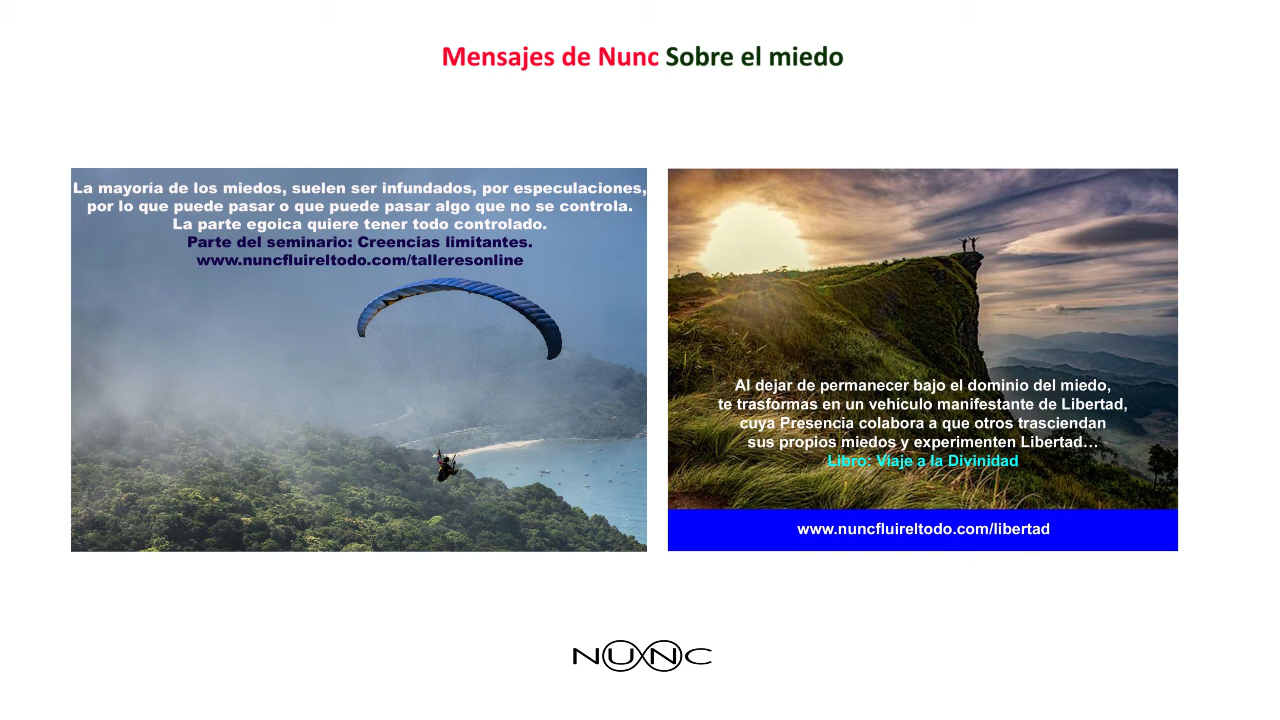 Mensajes de Nunc Sobre el miedo
La mayoría de los miedos, suelen ser infundados, por especulaciones,
por lo que puede pasar o que puede pasar algo que no se controla.
La parte egoica quiere tener todo controlado.
Parte del seminario: Creencias limitantes.
www.nuncfluireltodo.com/talleresonline
Al dejar de permanecer bajo el dominio del miedo,
te trasformas en un vehículo manifestante de Libertad,
cuya Presencia colabora a que otros trasciendan
sus propios miedos y experimenten Libertad...
Libro: Viaje a la Divinidad
www.nuncfluireltodo.com/libertad
NUNC